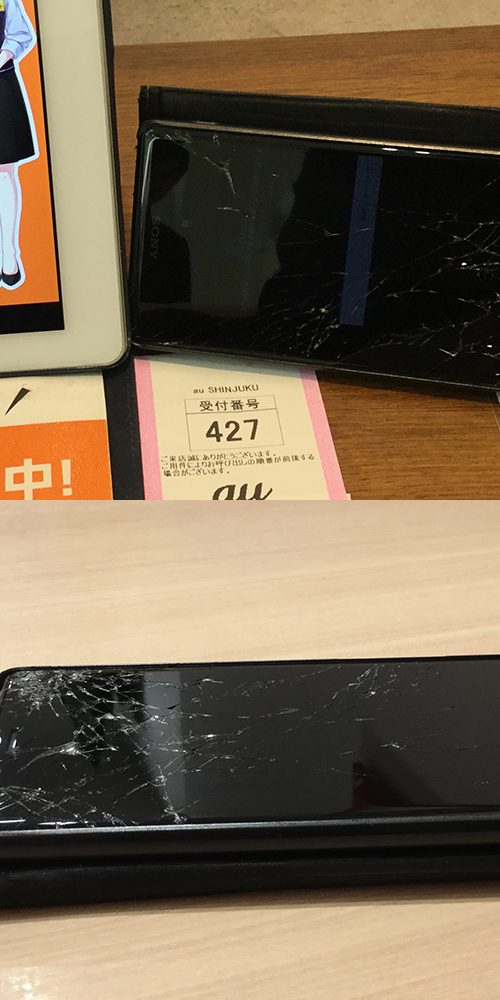 SONY
au SHINJUKU
受付番号
427
ご来店誠にありがとうございます。
ご用件によりお呼び出しの順番が前後する
場合がございます。
au
中!